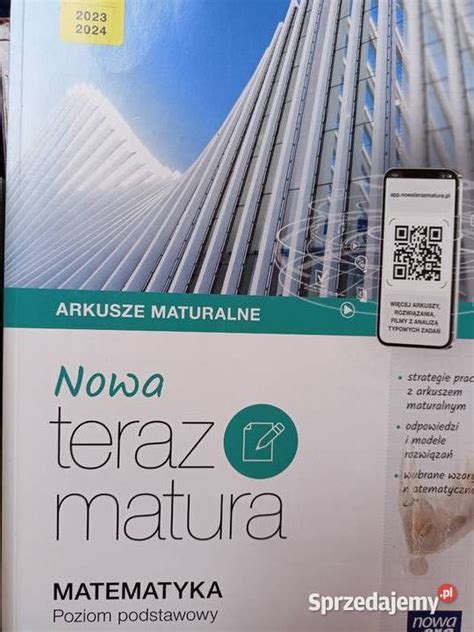 2023
2024
app.nowaterazmatura.pl
WIĘCEJ ARKUSZY,
ROZWIĄZANIA,
FILMY Z ANALIZĄ
TYPOWYCH ZADAŃ
ARKUSZE MATURALNE
Nowa
teraz
matura
• strategie prac
z arkuszem
maturalnym
• odpowiedzi
i modele
rozwiązań
• wybrane wzory
matematyczne
MATEMATYKA
Poziom podstawowy
Sprzedajemy.pl
nowa
era